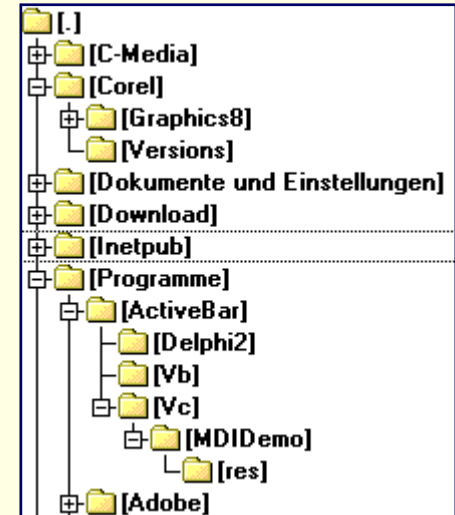 [.]
[C-Media]
[Corel]
[Graphics8]
[Versions]
[Dokumente und Einstellungen]
[Download]
[Inetpub]
[Programme]
[ActiveBar]
[Delphi2]
[Vb]
[Vc]
[MDIDemo]
[res]
[Adobe]